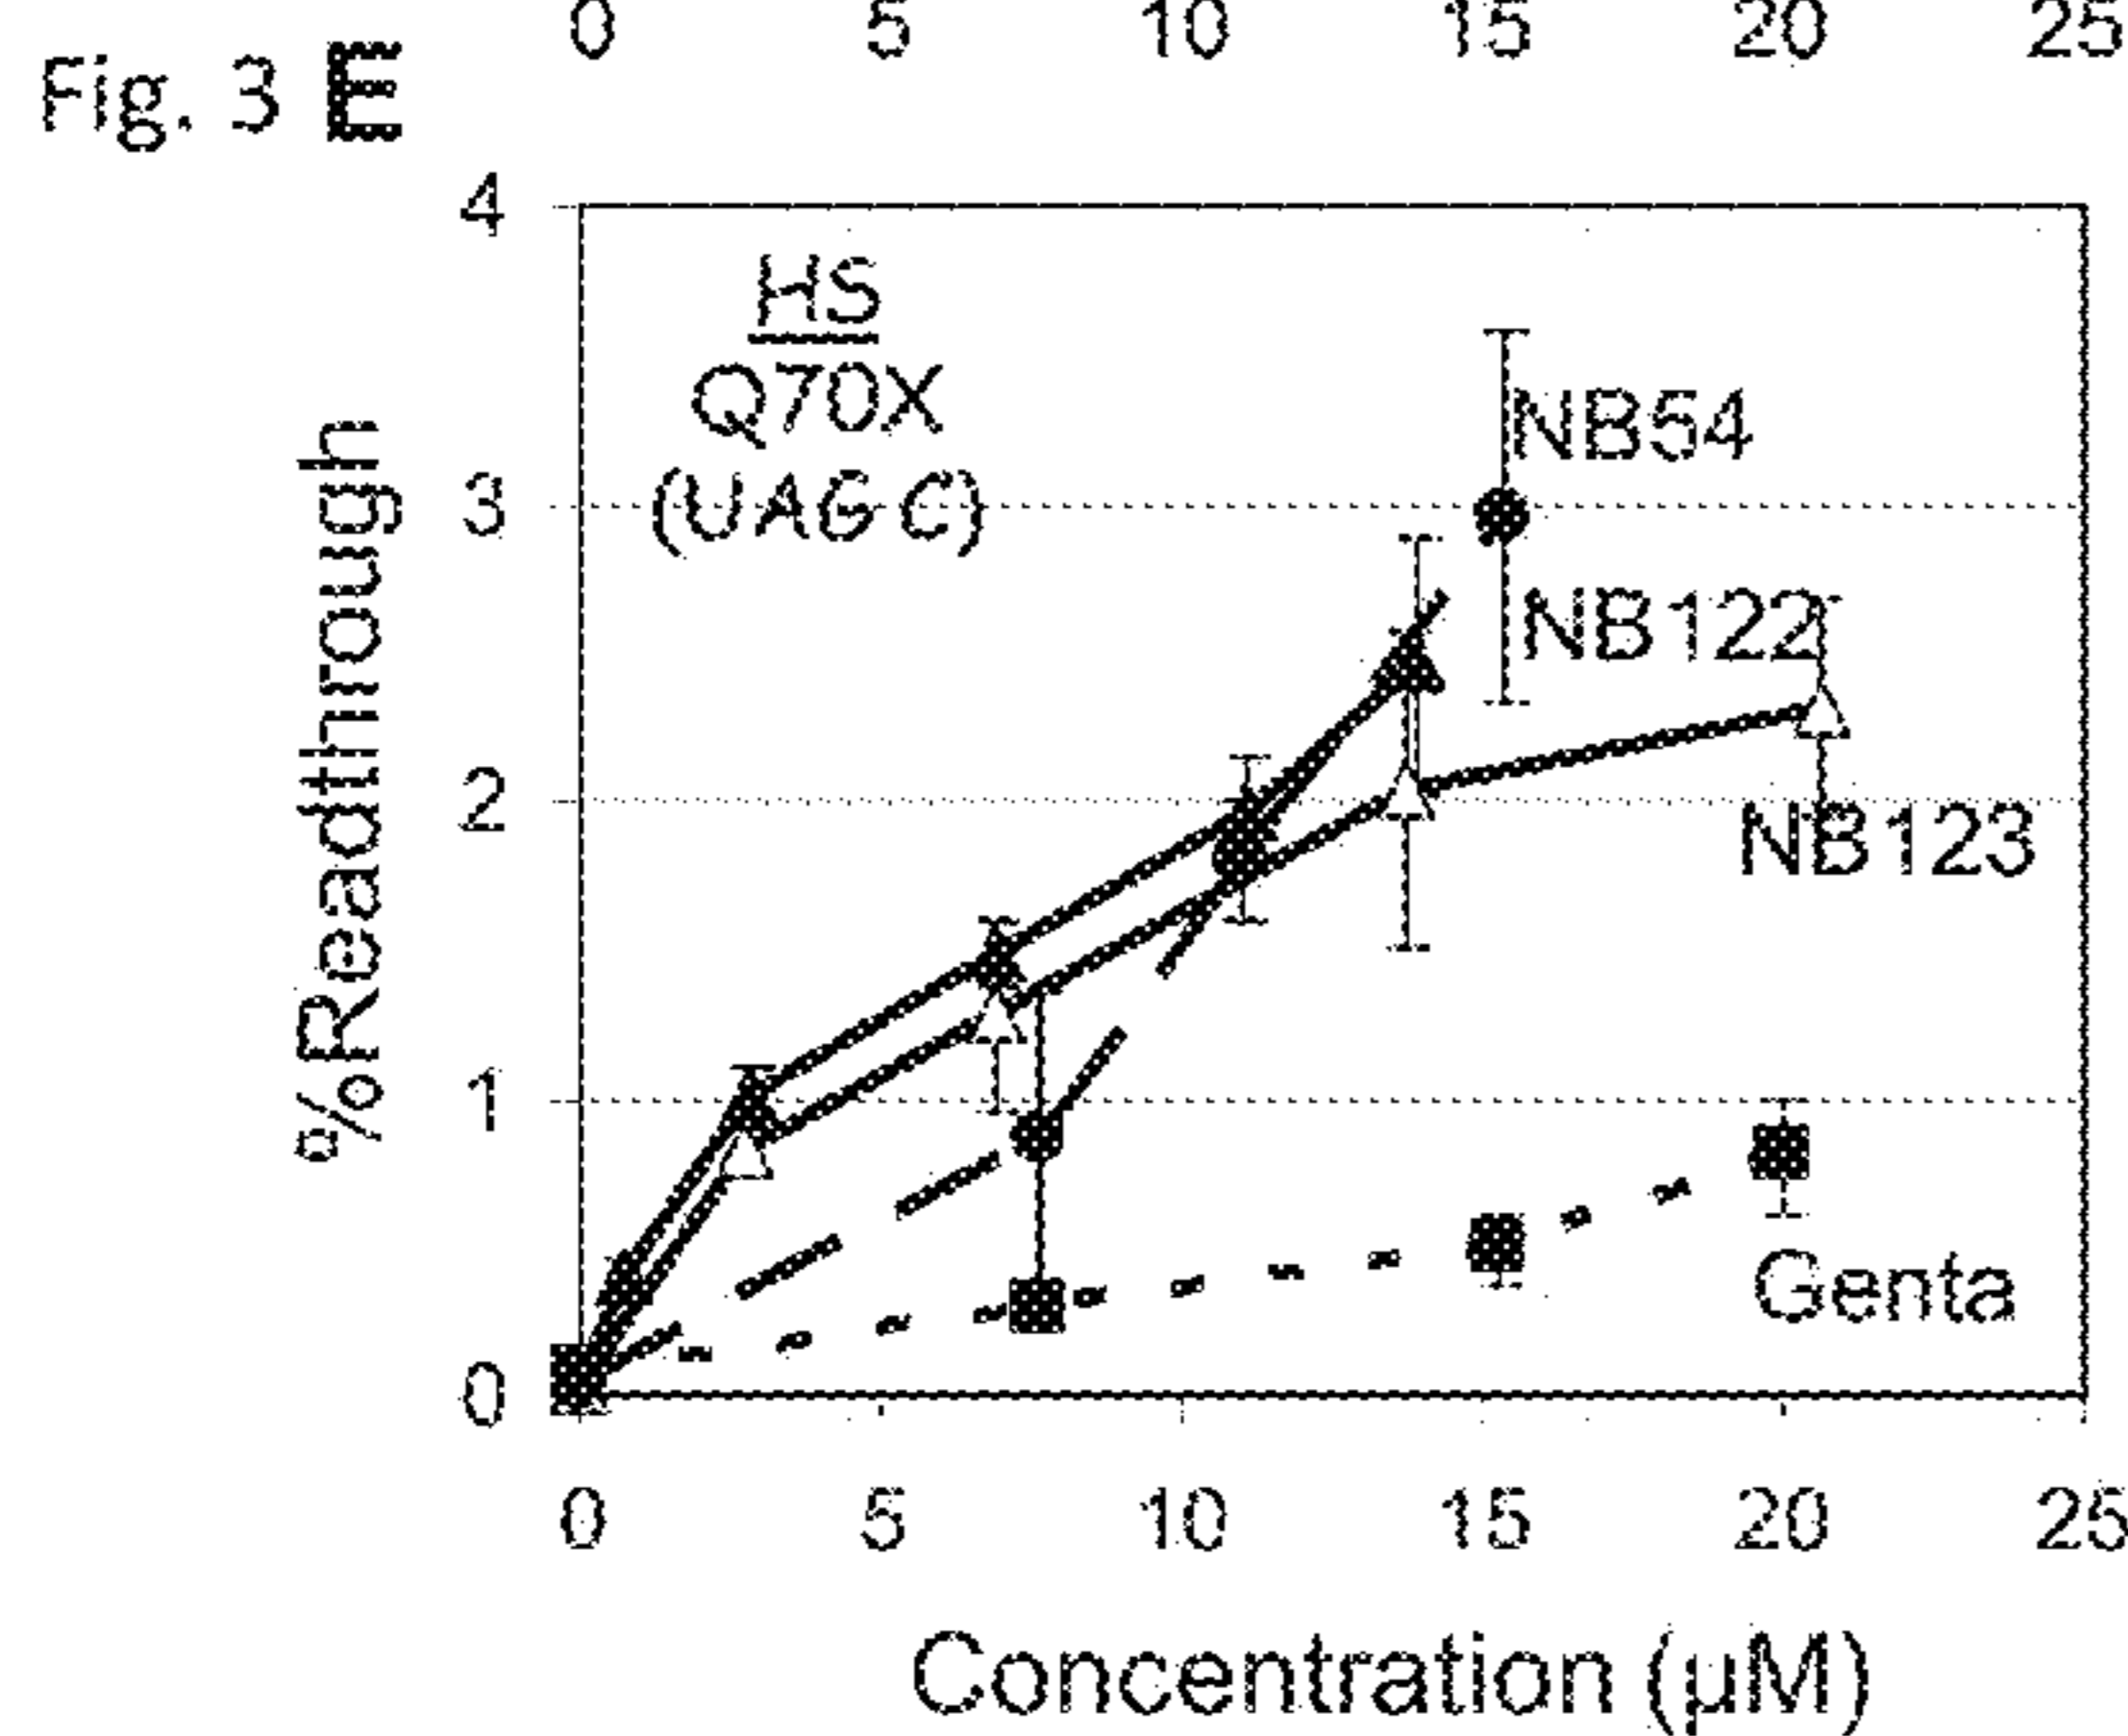 0 5 10 15 20 25
Fig. 3 E
4
HS
Q70X
NB54
3
(UAG C)
NB122
%Readthrough
2
NB123
1
Genta
0
0 5 10 15 20 25
Concentration (µM)